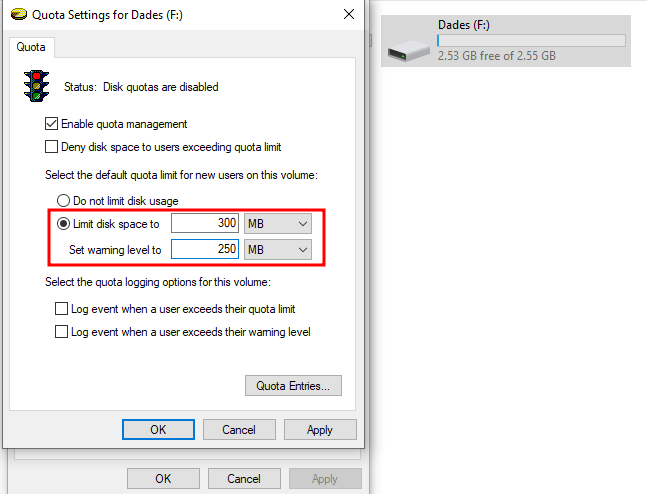 Quota Settings for Dades (F:)
Quota
Status: Disk quotas are disabled
Enable quota management
Deny disk space to users exceeding quota limit
Select the default quota limit for new users on this volume:
Do not limit disk usage
Limit disk space to 300 MB
Set warning level to 250 MB
Select the quota logging options for this volume:
Log event when a user exceeds their quota limit
Log event when a user exceeds their warning level
Quota Entries...
OK Cancel Apply
OK Cancel Apply
Dades (F:)
2.53 GB free of 2.55 GB